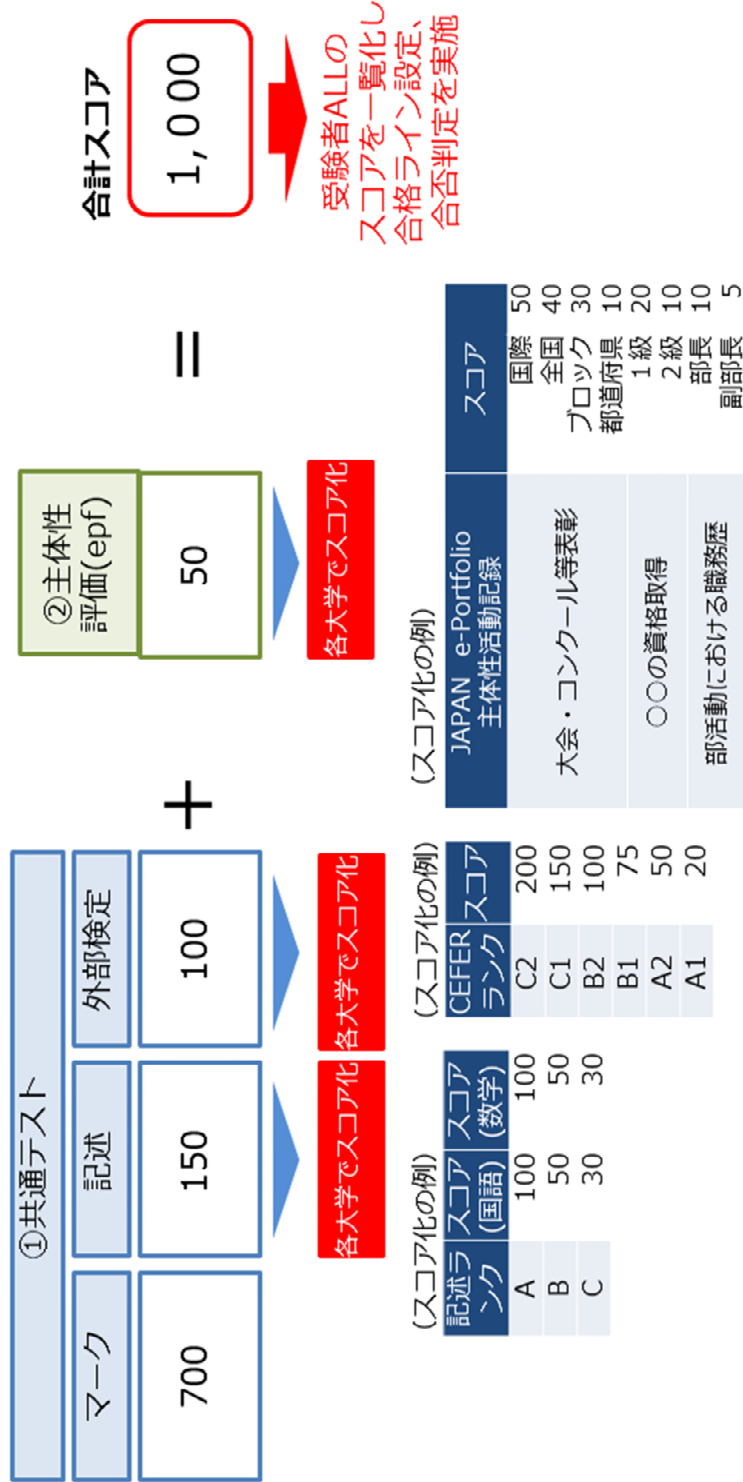 ①共通テスト
マーク
記述
外部検定
700
150
100
+
②主体性
評価(epf)
50
=
合計スコア
1,000
各大学でスコア化
各大学でスコア化
各大学でスコア化
受験者ALLの
スコアを一覧化し
合格ライン設定、
合否判定を実施
(スコア化の例)
記述ラ
ンク
スコア
(国語)
スコア
(数学)
A 100 100
B 50 50
C 30 30
(スコア化の例)
CEFER
ランク
スコア
C2 200
C1 150
B2 100
B1 75
A2 50
A1 20
(スコア化の例)
JAPAN e-Portfolio
主体性活動記録
スコア
大会・コンクール等表彰
国際 50
全国 40
ブロック 30
都道府県 10
○○の資格取得
1級 20
2級 10
部活動における職務歴
部長 10
副部長 5